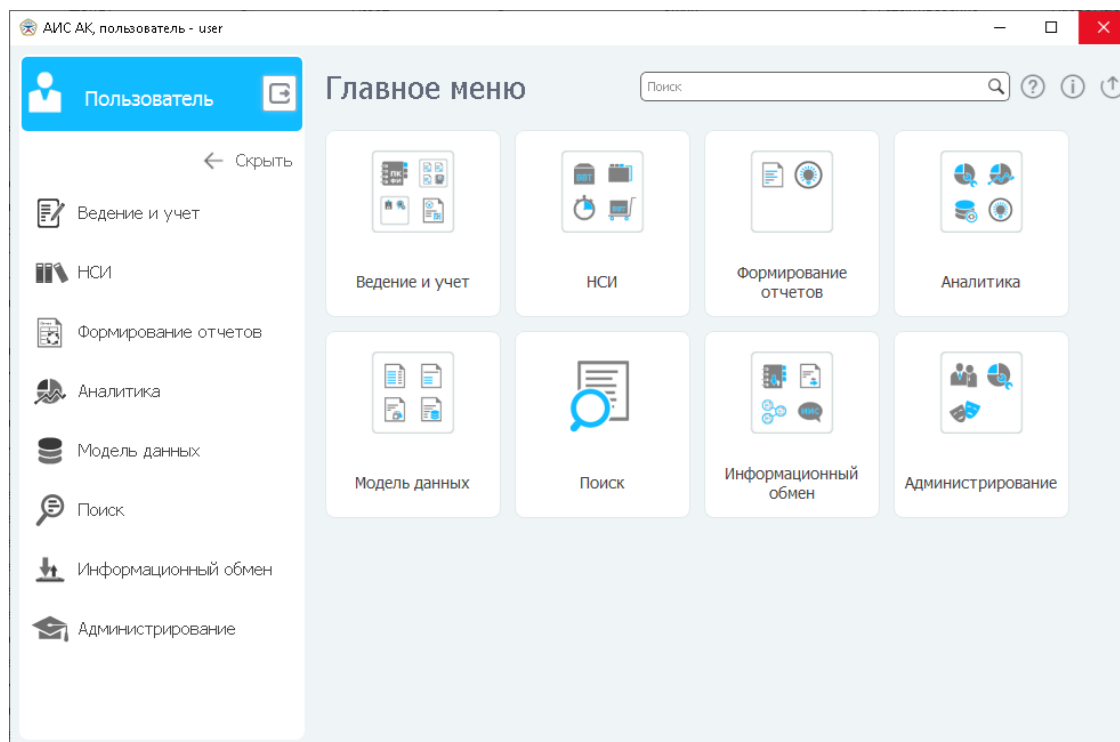 АИС АК, пользователь - user
Пользователь
Главное меню
Поиск
Скрыть
Ведение и учет
НСИ
Формирование отчетов
Аналитика
Модель данных
Поиск
Информационный обмен
Администрирование
Ведение и учет
НСИ
Формирование
отчетов
Аналитика
Модель данных
Поиск
Информационный
обмен
Администрирование